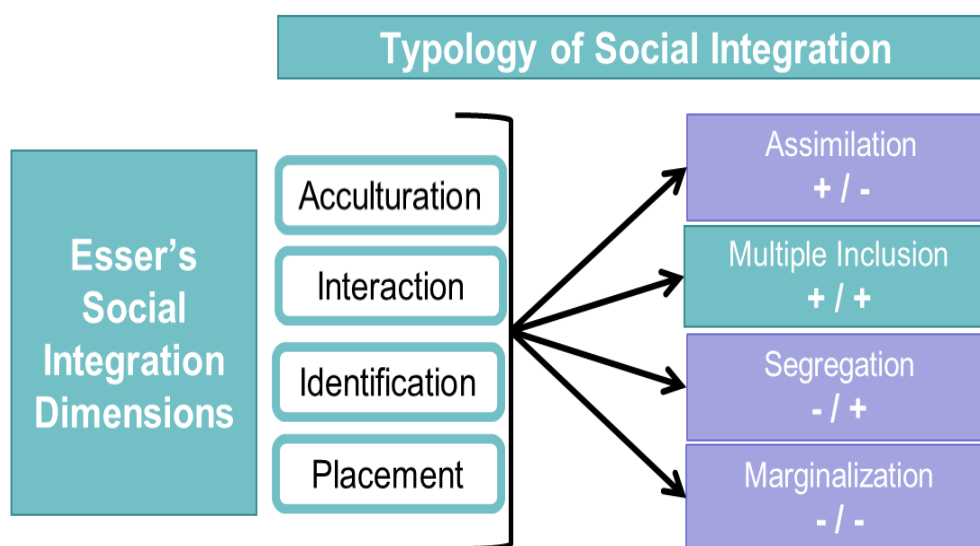 Typology of Social Integration
Esser’s
Social
Integration
Dimensions
Acculturation
Interaction
Identification
Placement
Assimilation
+ / -
Multiple Inclusion
+ / +
Segregation
- / +
Marginalization
- / -